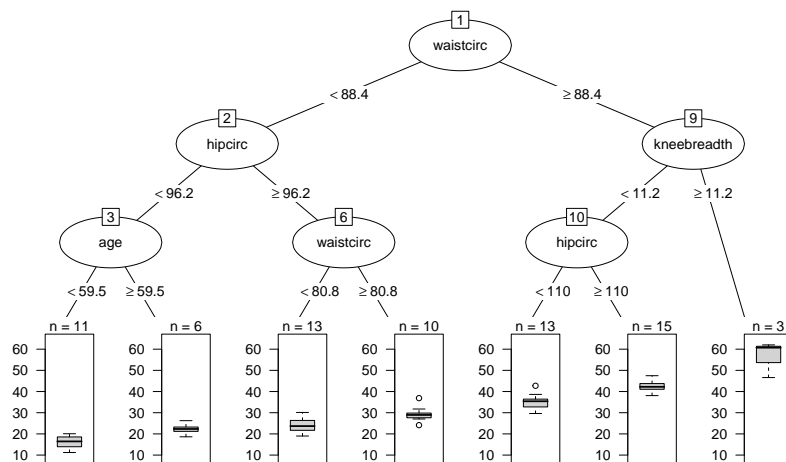 1
waistcirc
< 88.4 ≥ 88.4
2 9
hipcirc kneebreadth
< 96.2 ≥ 96.2 < 11.2 ≥ 11.2
3 6 10
age waistcirc hipcirc
< 59.5 ≥ 59.5 < 80.8 ≥ 80.8 < 110 ≥ 110
n = 11 n = 6 n = 13 n = 10 n = 13 n = 15 n = 3
60 60 60 60 60 60 60
50 50 50 50 50 50 50
40 40 40 40 40 40 40
30 30 30 30 30 30 30
20 20 20 20 20 20 20
10 10 10 10 10 10 10